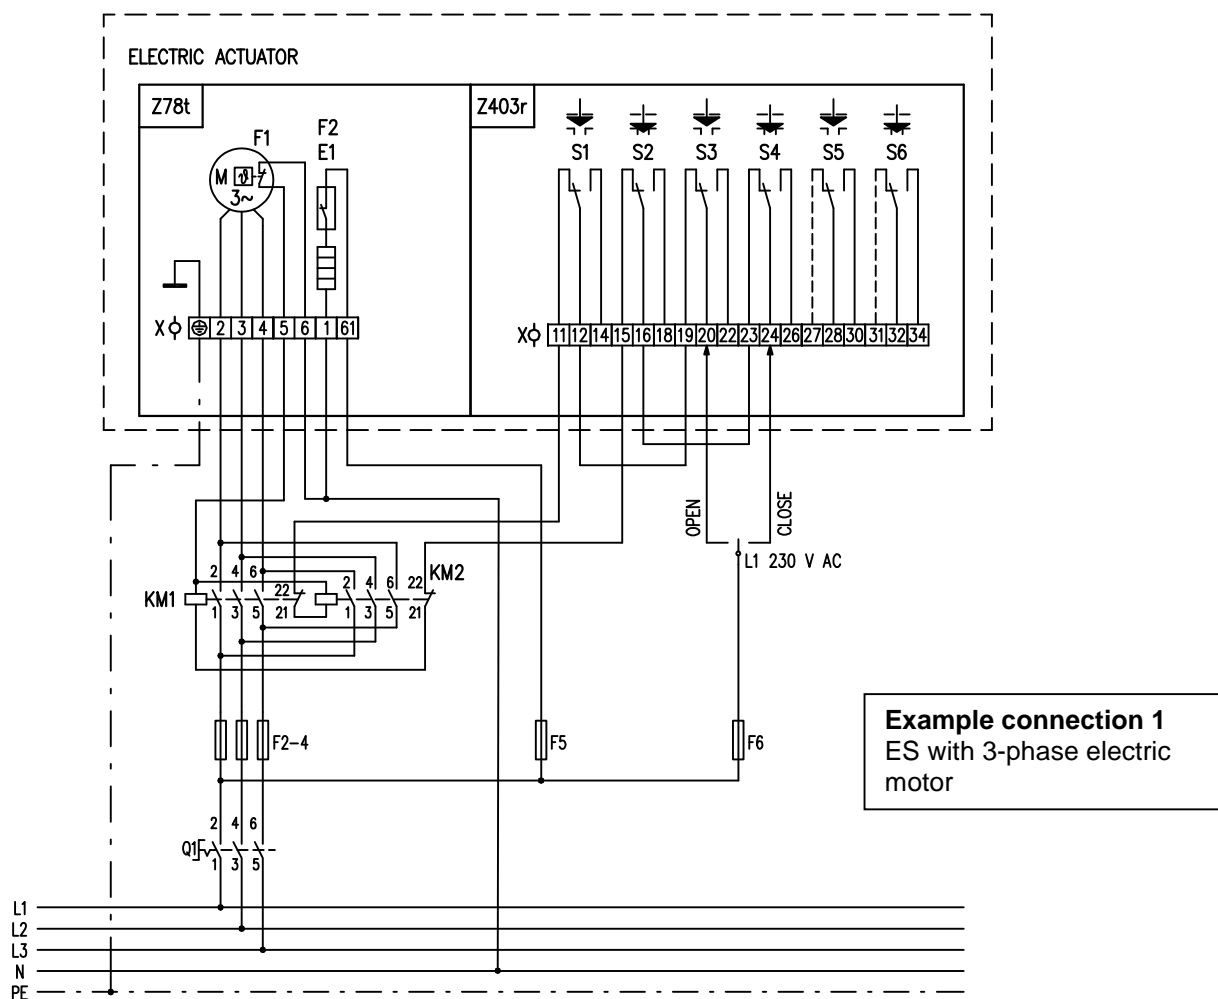 ELECTRIC ACTUATOR
Z78t
Z403r
F1
F2
E1
S1 S2 S3 S4 S5 S6
M
ϑ
3~
X 2 3 4 5 6 1 61
X 11 12 14 15 16 18 19 20 22 23 24 26 27 28 30 31 32 34
OPEN
CLOSE
L1 230 V AC
2 4 6 22
KM1
1 3 5 21
2 4 6 22
KM2
1 3 5 21
F2-4
F5
F6
Example connection 1
ES with 3-phase electric
motor
2 4 6
Q1
1 3 5
L1
L2
L3
N
PE